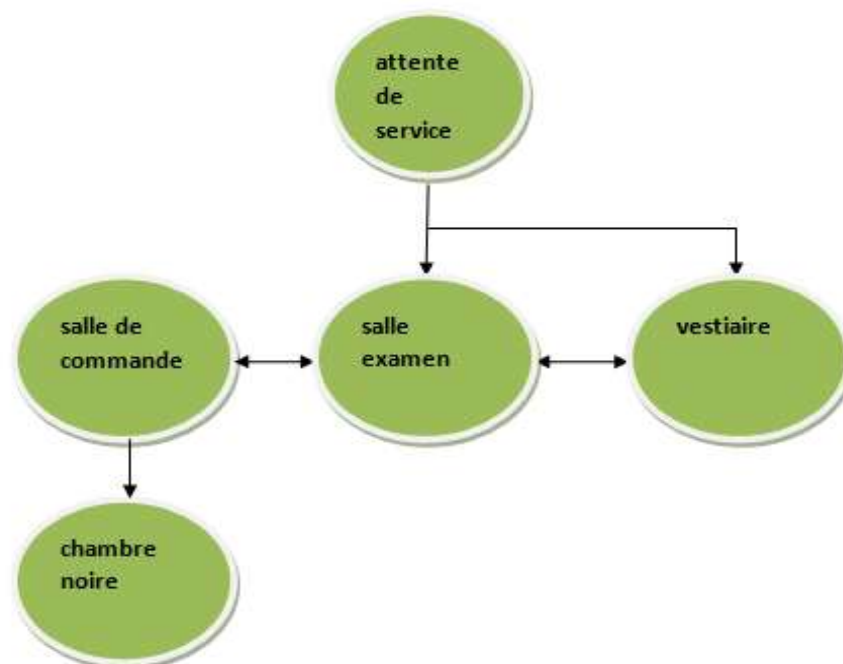 attente
de
service
salle de
commande
salle
examen
vestiaire
chambre
noire